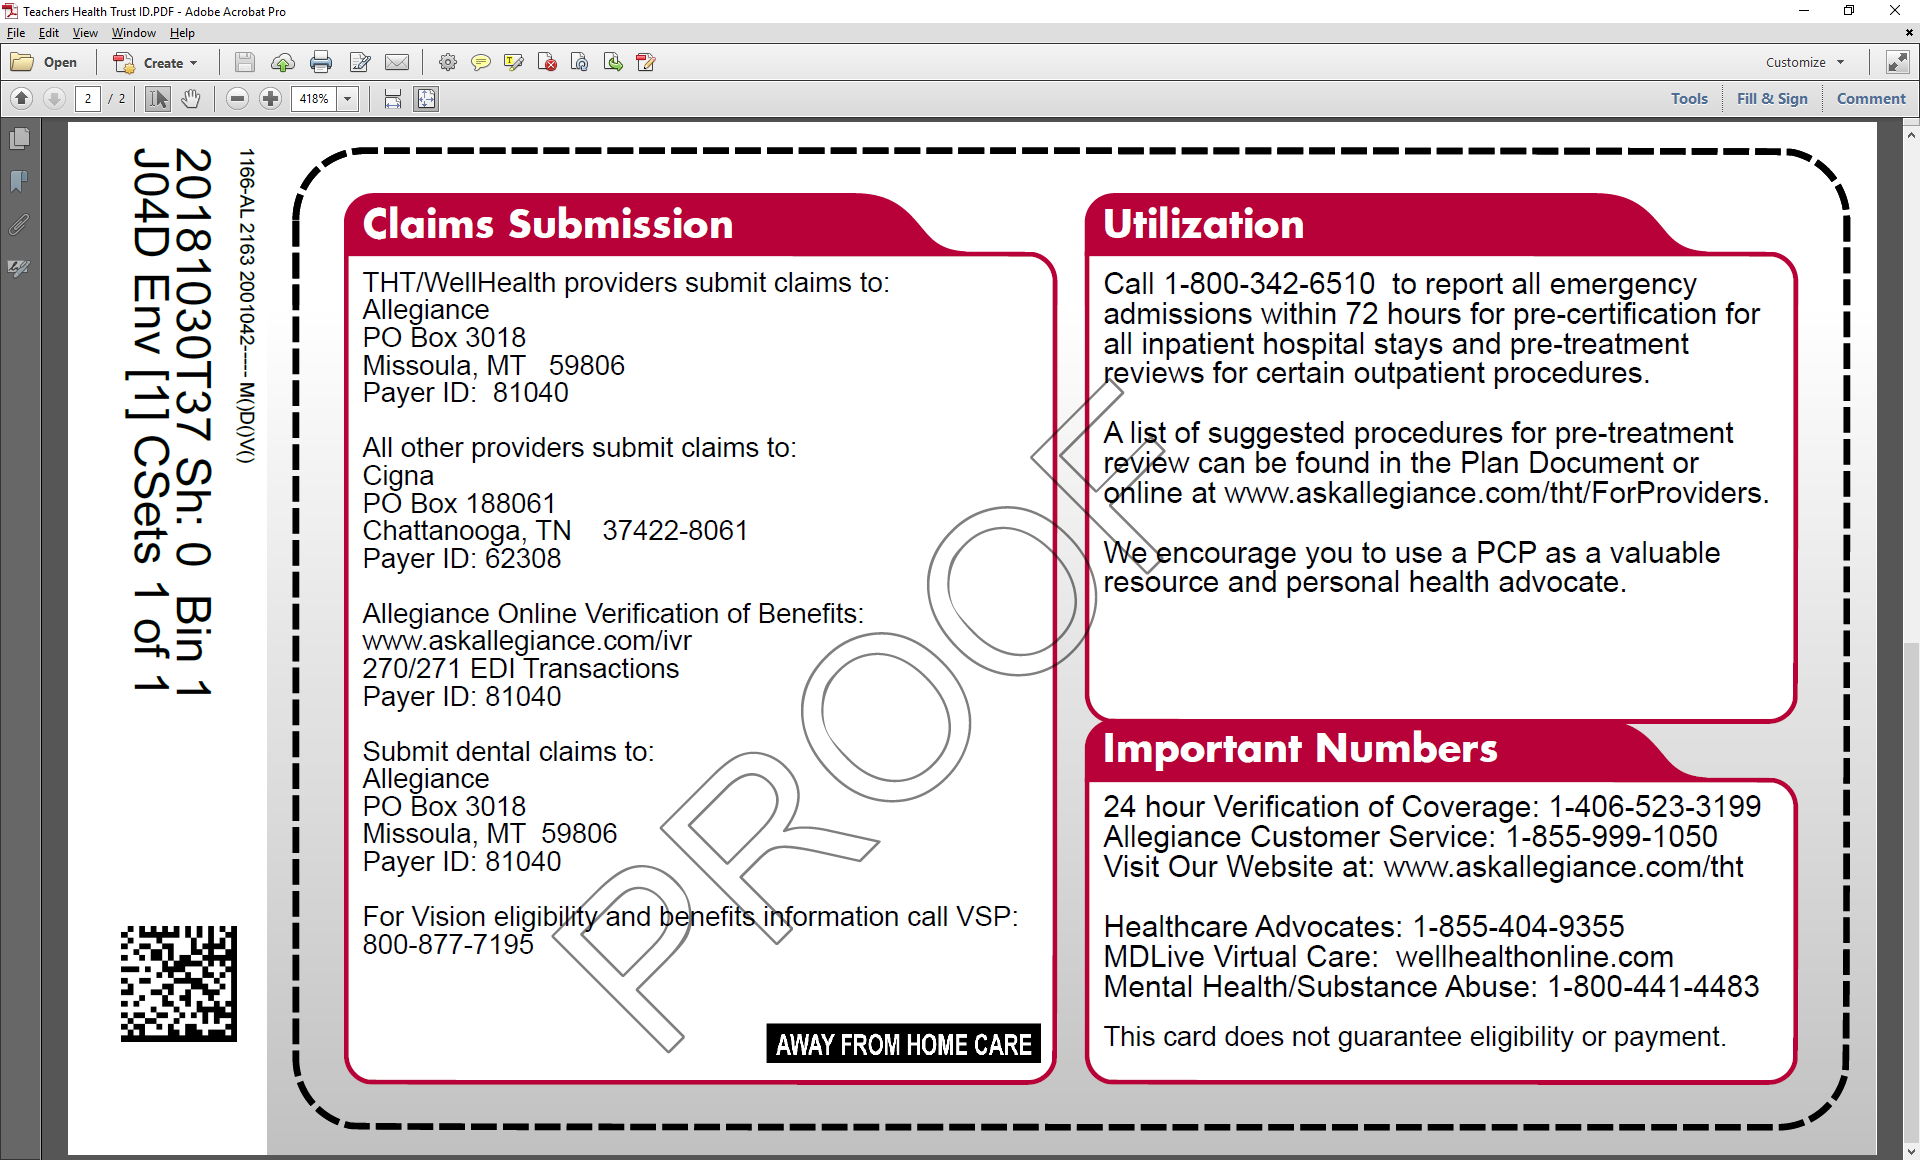 Teachers Health Trust ID.PDF - Adobe Acrobat Pro
File Edit View Window Help
Open Create Customize
2 / 2 418% Tools Fill & Sign Comment
1166-AL 2163 2001042----- M()D()V()
20181030T37 Sh: 0 Bin 1
J04D Env [1] CSets 1 of 1
Claims Submission
THT/WellHealth providers submit claims to:
Allegiance
PO Box 3018
Missoula, MT 59806
Payer ID: 81040
All other providers submit claims to:
Cigna
PO Box 188061
Chattanooga, TN 37422-8061
Payer ID: 62308
Allegiance Online Verification of Benefits:
www.askallegiance.com/ivr
270/271 EDI Transactions
Payer ID: 81040
Submit dental claims to:
Allegiance
PO Box 3018
Missoula, MT 59806
Payer ID: 81040
For Vision eligibility and benefits information call VSP:
800-877-7195
AWAY FROM HOME CARE
Utilization
Call 1-800-342-6510 to report all emergency
admissions within 72 hours for pre-certification for
all inpatient hospital stays and pre-treatment
reviews for certain outpatient procedures.
A list of suggested procedures for pre-treatment
review can be found in the Plan Document or
online at www.askallegiance.com/tht/ForProviders.
We encourage you to use a PCP as a valuable
resource and personal health advocate.
Important Numbers
24 hour Verification of Coverage: 1-406-523-3199
Allegiance Customer Service: 1-855-999-1050
Visit Our Website at: www.askallegiance.com/tht
Healthcare Advocates: 1-855-404-9355
MDLive Virtual Care: wellhealthonline.com
Mental Health/Substance Abuse: 1-800-441-4483
This card does not guarantee eligibility or payment.
PROOF